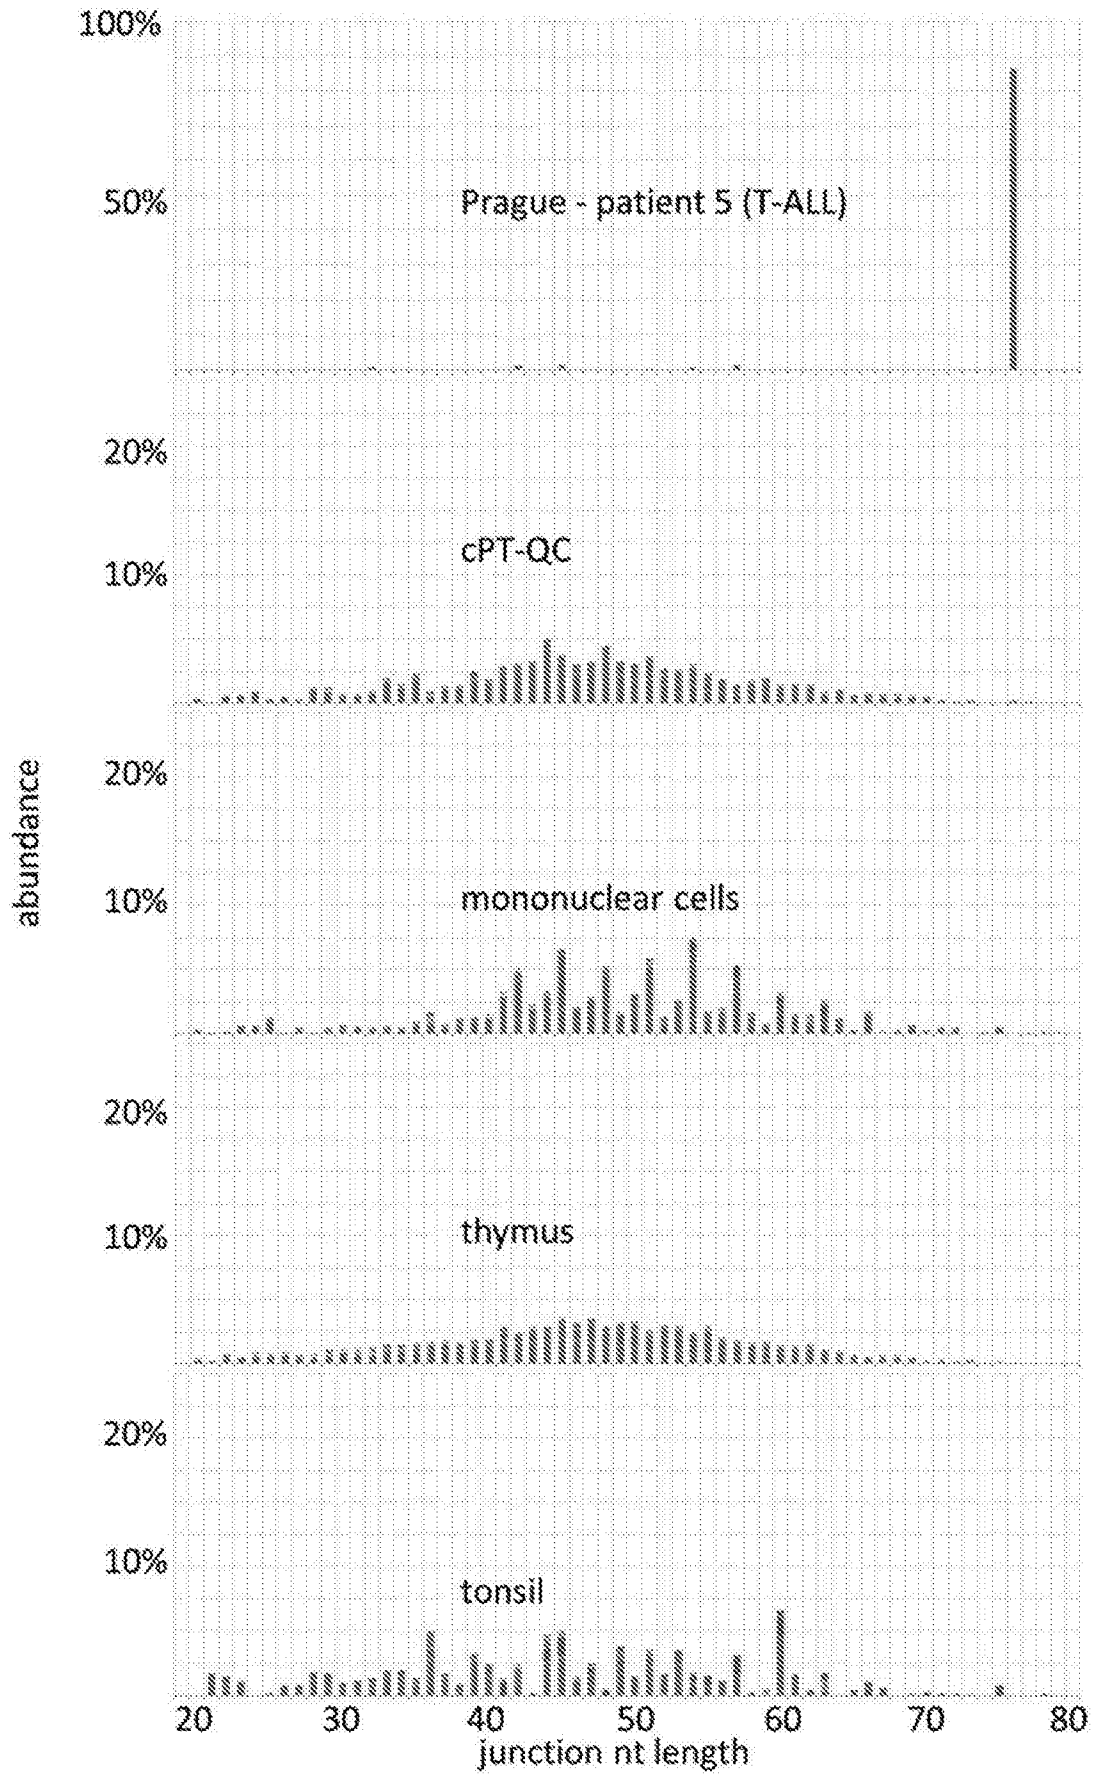 100%
50%
Prague - patient 5 (T-ALL)
20%
cPT-QC
10%
abundance
20%
10%
mononuclear cells
20%
10%
thymus
20%
10%
tonsil
20 30 40 50 60 70 80
junction nt length